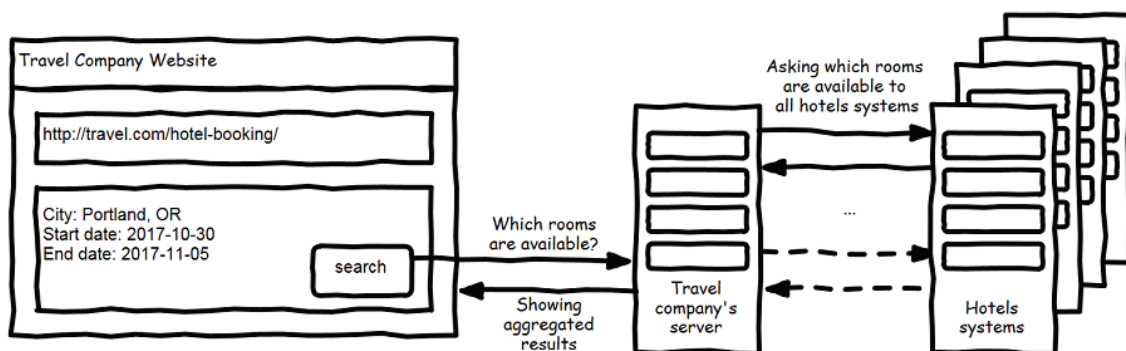 Travel Company Website
http://travel.com/hotel-booking/
City: Portland, OR
Start date: 2017-10-30
End date: 2017-11-05
search
Which rooms
are available?
Showing
aggregated
results
Travel
company's
server
Asking which rooms
are available to
all hotels systems
...
Hotels
systems